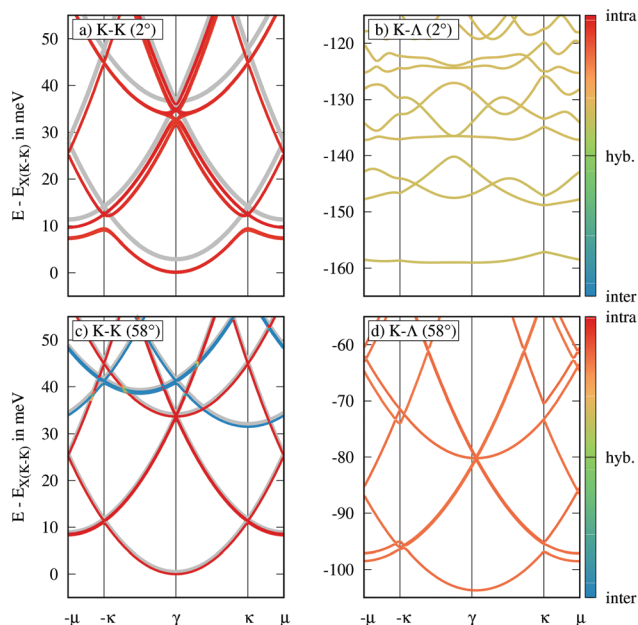 a) K-K (2°)
b) K-Λ (2°)
intra
hyb.
inter
E - E_X(K-K) in meV
50
40
30
20
10
0
-120
-130
-140
-150
-160
c) K-K (58°)
d) K-Λ (58°)
intra
hyb.
inter
E - E_X(K-K) in meV
50
40
30
20
10
0
-60
-70
-80
-90
-100
-μ -κ γ κ μ
-μ -κ γ κ μ